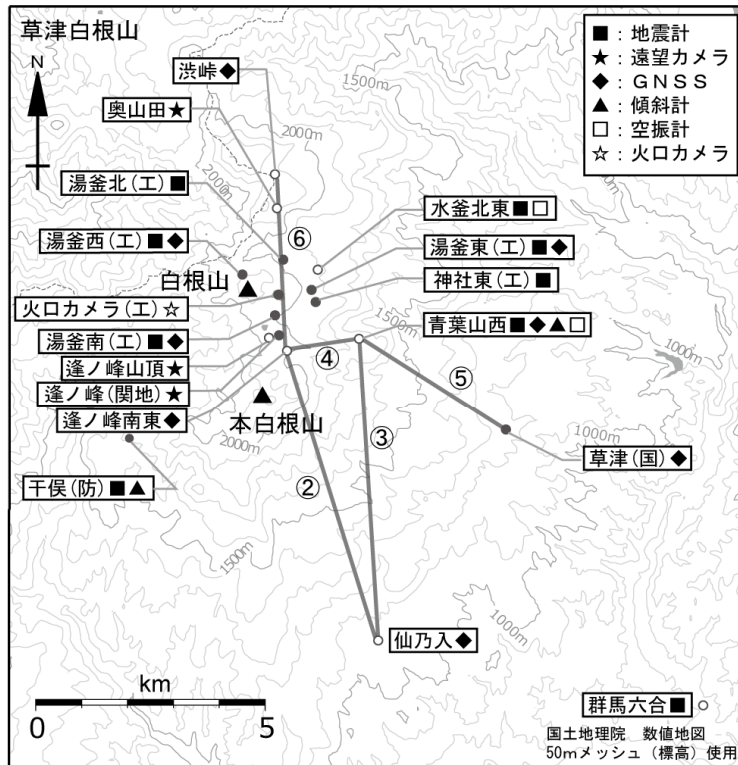 草津白根山
N
■：地震計
★：遠望カメラ
◆：ＧＮＳＳ
▲：傾斜計
□：空振計
☆：火口カメラ
渋峠◆
1500m
奥山田★
2000m
湯釜北(工)■
2000m
水釜北東■□
湯釜西(工)■◆
⑥
湯釜東(工)■◆
白根山
神社東(工)■
火口カメラ(工)☆
1500m
青葉山西■◆▲□
湯釜南(工)■◆
1000m
逢ノ峰山頂★
④
逢ノ峰(関地)★
⑤
逢ノ峰南東◆
本白根山
2000m
③
1000m
草津(国)◆
干俣(防)■▲
②
1500m
1000m
仙乃入◆
km
0 5
群馬六合■
国土地理院　数値地図
50mメッシュ（標高）使用